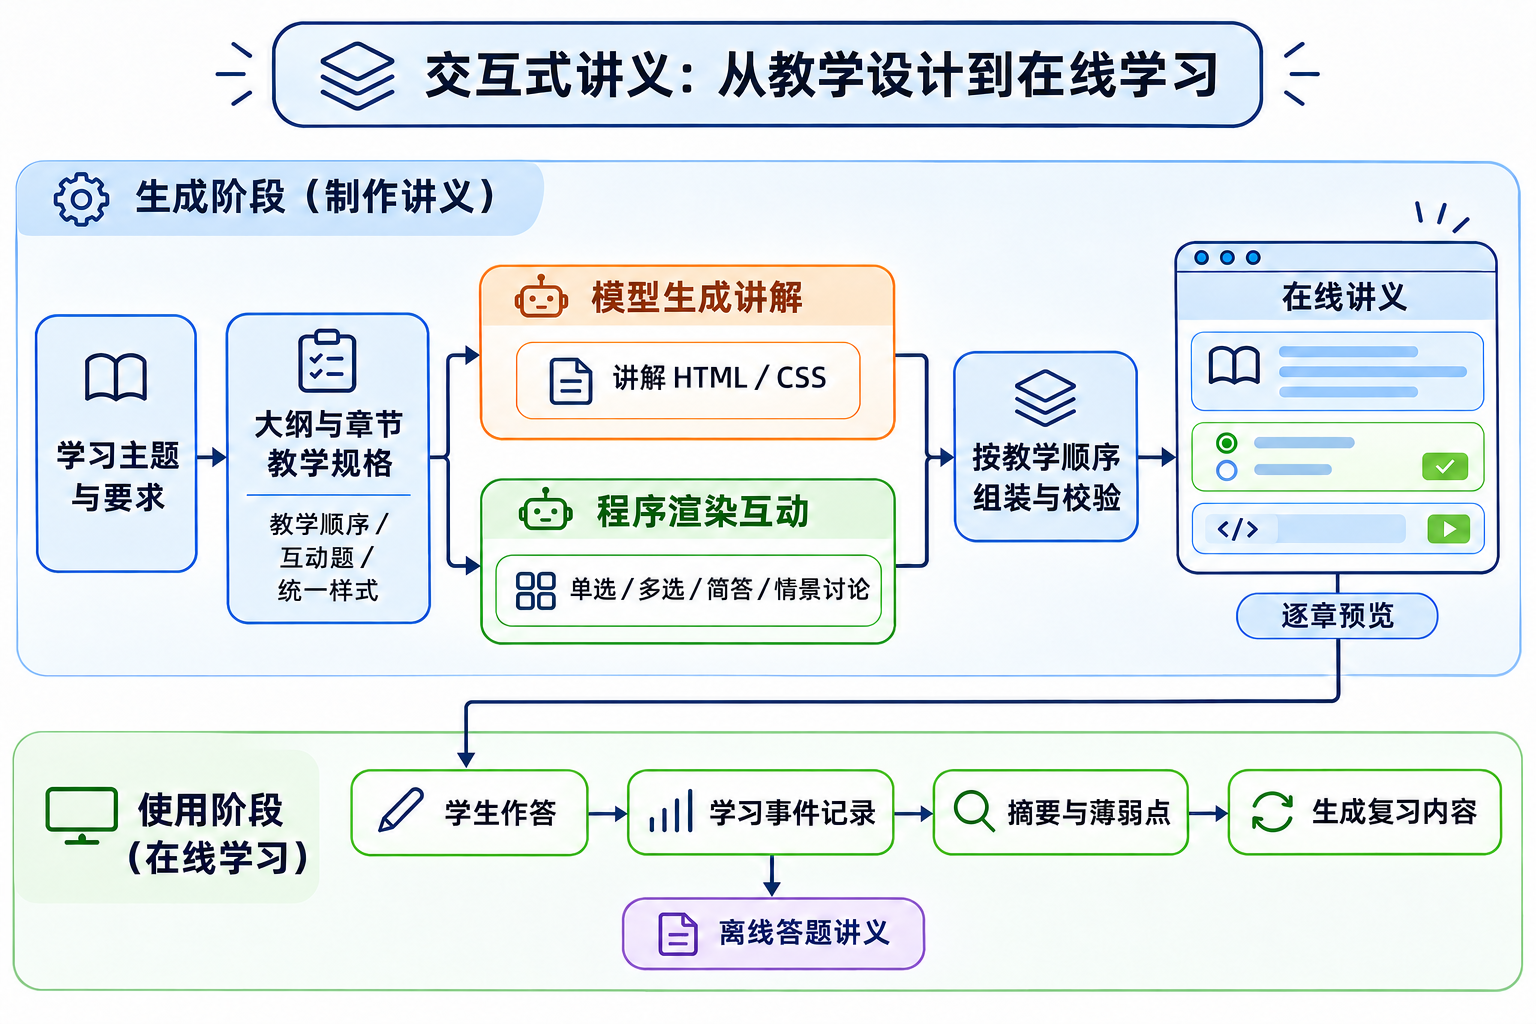 交互式讲义：从教学设计到在线学习
生成阶段（制作讲义）
学习主题
与要求
大纲与章节
教学规格
教学顺序 /
互动题 /
统一样式
模型生成讲解
讲解 HTML / CSS
程序渲染互动
单选 / 多选 / 简答 / 情景讨论
按教学顺序
组装与校验
在线讲义
</>
逐章预览
使用阶段
（在线学习）
学生作答
学习事件记录
摘要与薄弱点
生成复习内容
离线答题讲义